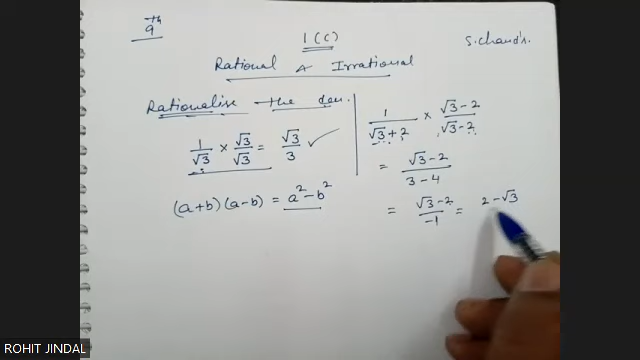 9th
1(C)
S.Chand's.
Rational & Irrational
Rationalise the den.
1/√3 × √3/√3 = √3/3 ✓
(a+b)(a-b) = a²-b²
1/(√3+2) × (√3-2)/(√3-2)
= (√3-2)/(3-4)
= (√3-2)/-1 = 2-√3
ROHIT JINDAL